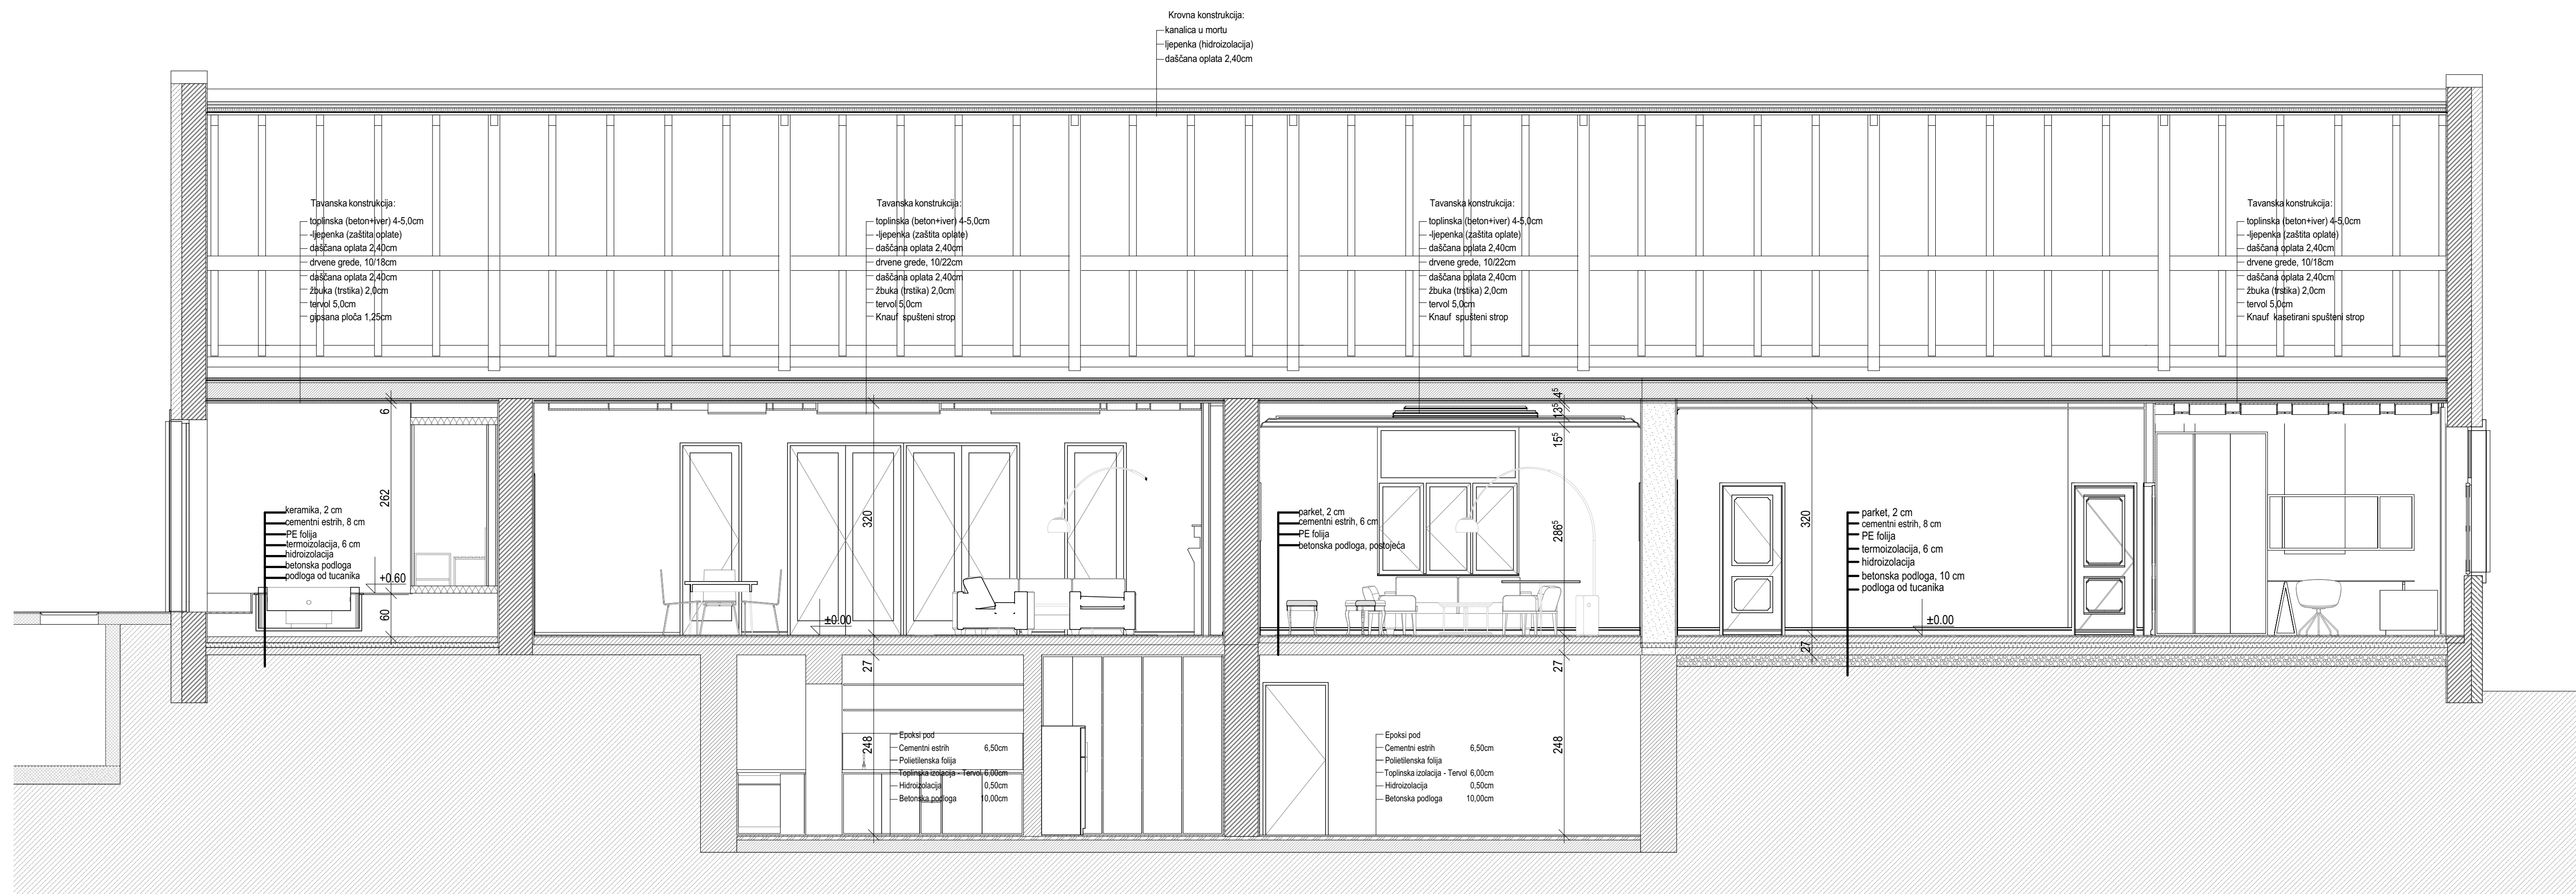 Krovna konstrukcija:
kanalica u mortu
ljepenka (hidroizolacija)
daščana oplata 2,40cm
Tavanska konstrukcija:
toplinska (beton+iver) 4-5,0cm
-ljepenka (zaštita oplate)
daščana oplata 2,40cm
drvene grede, 10/18cm
daščana oplata 2,40cm
žbuka (trstika) 2,0cm
tervol 5,0cm
gipsana ploča 1,25cm
Tavanska konstrukcija:
toplinska (beton+iver) 4-5,0cm
-ljepenka (zaštita oplate)
daščana oplata 2,40cm
drvene grede, 10/22cm
daščana oplata 2,40cm
žbuka (trstika) 2,0cm
tervol 5,0cm
Knauf spušteni strop
Tavanska konstrukcija:
toplinska (beton+iver) 4-5,0cm
-ljepenka (zaštita oplate)
daščana oplata 2,40cm
drvene grede, 10/22cm
daščana oplata 2,40cm
žbuka (trstika) 2,0cm
tervol 5,0cm
Knauf spušteni strop
Tavanska konstrukcija:
toplinska (beton+iver) 4-5,0cm
-ljepenka (zaštita oplate)
daščana oplata 2,40cm
drvene grede, 10/18cm
daščana oplata 2,40cm
žbuka (trstika) 2,0cm
tervol 5,0cm
Knauf kasetirani spušteni strop
6
262
60
keramika, 2 cm
cementni estrih, 8 cm
PE folija
termoizolacija, 6 cm
hidroizolacija
betonska podloga
podloga od tucanika
+0.60
320
±0.00
27
248
4⁵
13⁵
15⁵
286⁵
27
248
parket, 2 cm
cementni estrih, 6 cm
PE folija
betonska podloga, postojeća
320
27
parket, 2 cm
cementni estrih, 8 cm
PE folija
termoizolacija, 6 cm
hidroizolacija
betonska podloga, 10 cm
podloga od tucanika
±0.00
Epoksi pod
Cementni estrih 6,50cm
Polietilenska folija
Toplinska izolacija - Tervol 6,00cm
Hidroizolacija 0,50cm
Betonska podloga 10,00cm
Epoksi pod
Cementni estrih 6,50cm
Polietilenska folija
Toplinska izolacija - Tervol 6,00cm
Hidroizolacija 0,50cm
Betonska podloga 10,00cm